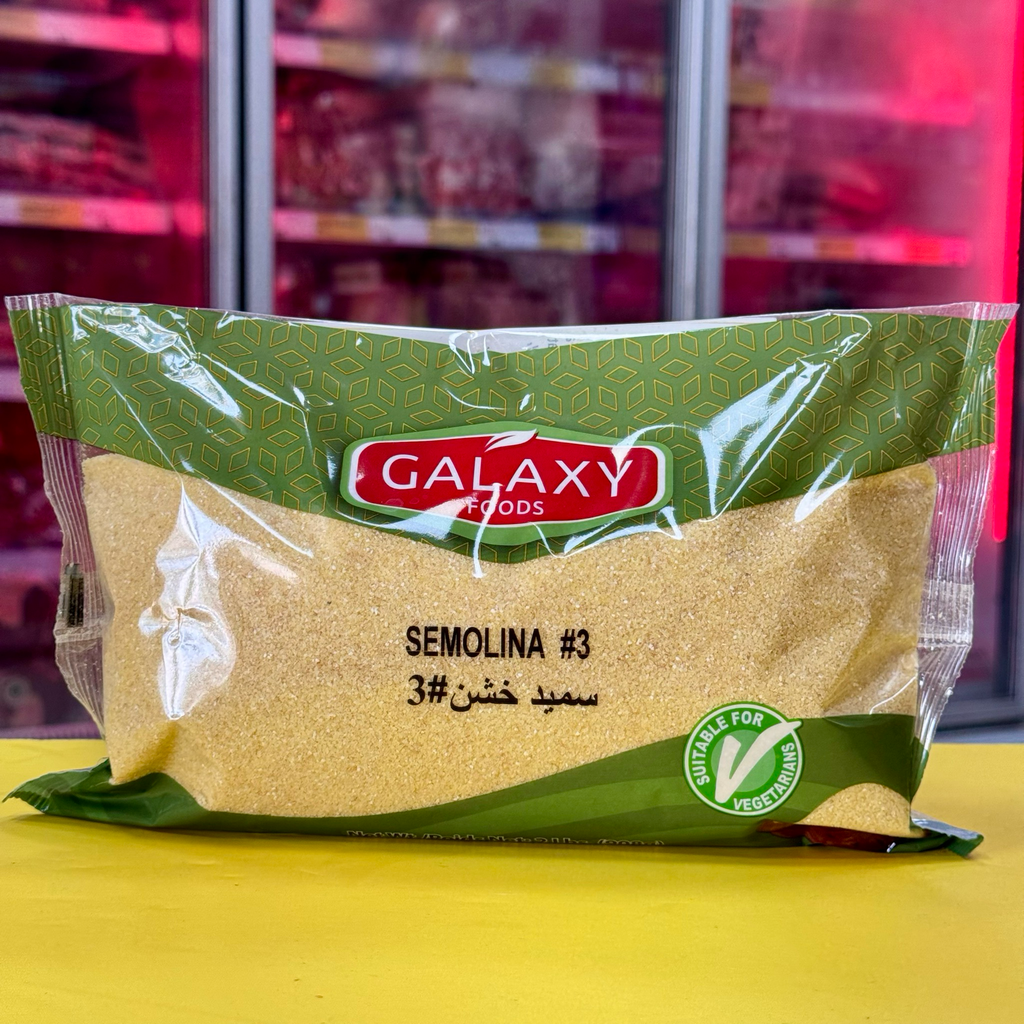 GALAXY
FOODS
SEMOLINA #3
سميد خشن#3
SUITABLE FOR
VEGETARIANS